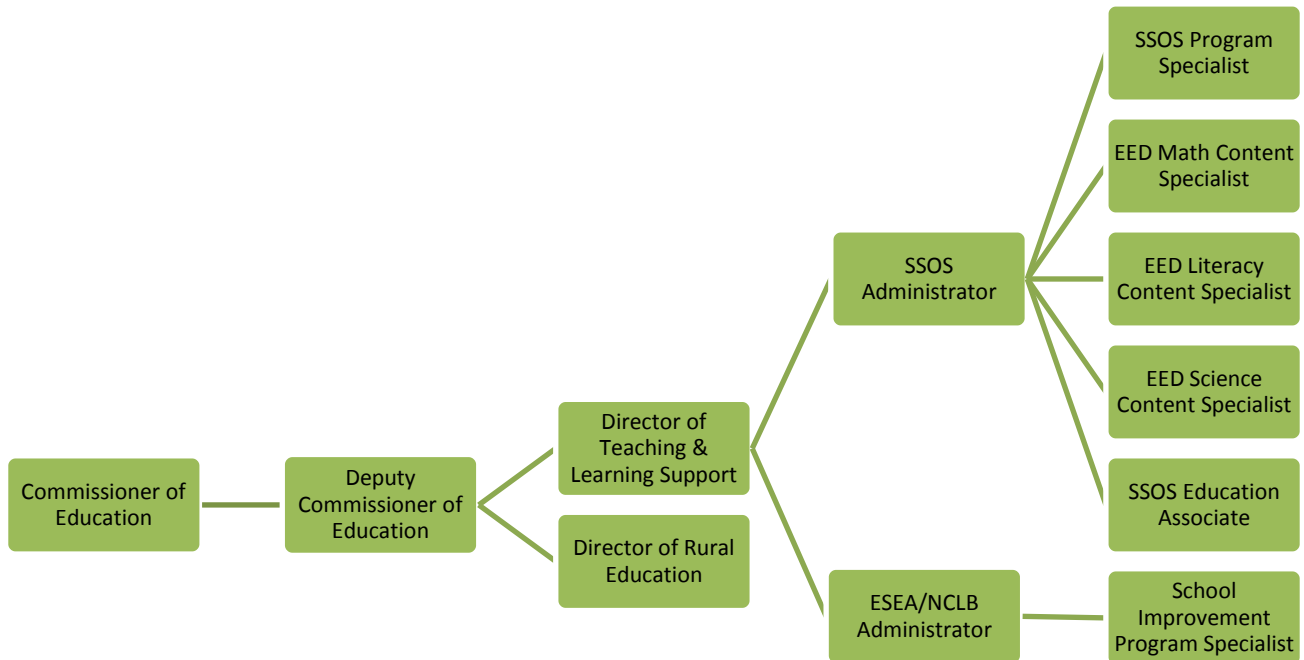 Commissioner of
Education
Deputy
Commissioner of
Education
Director of
Teaching &
Learning Support
Director of Rural
Education
SSOS
Administrator
ESEA/NCLB
Administrator
SSOS Program
Specialist
EED Math Content
Specialist
EED Literacy
Content Specialist
EED Science
Content Specialist
SSOS Education
Associate
School
Improvement
Program Specialist